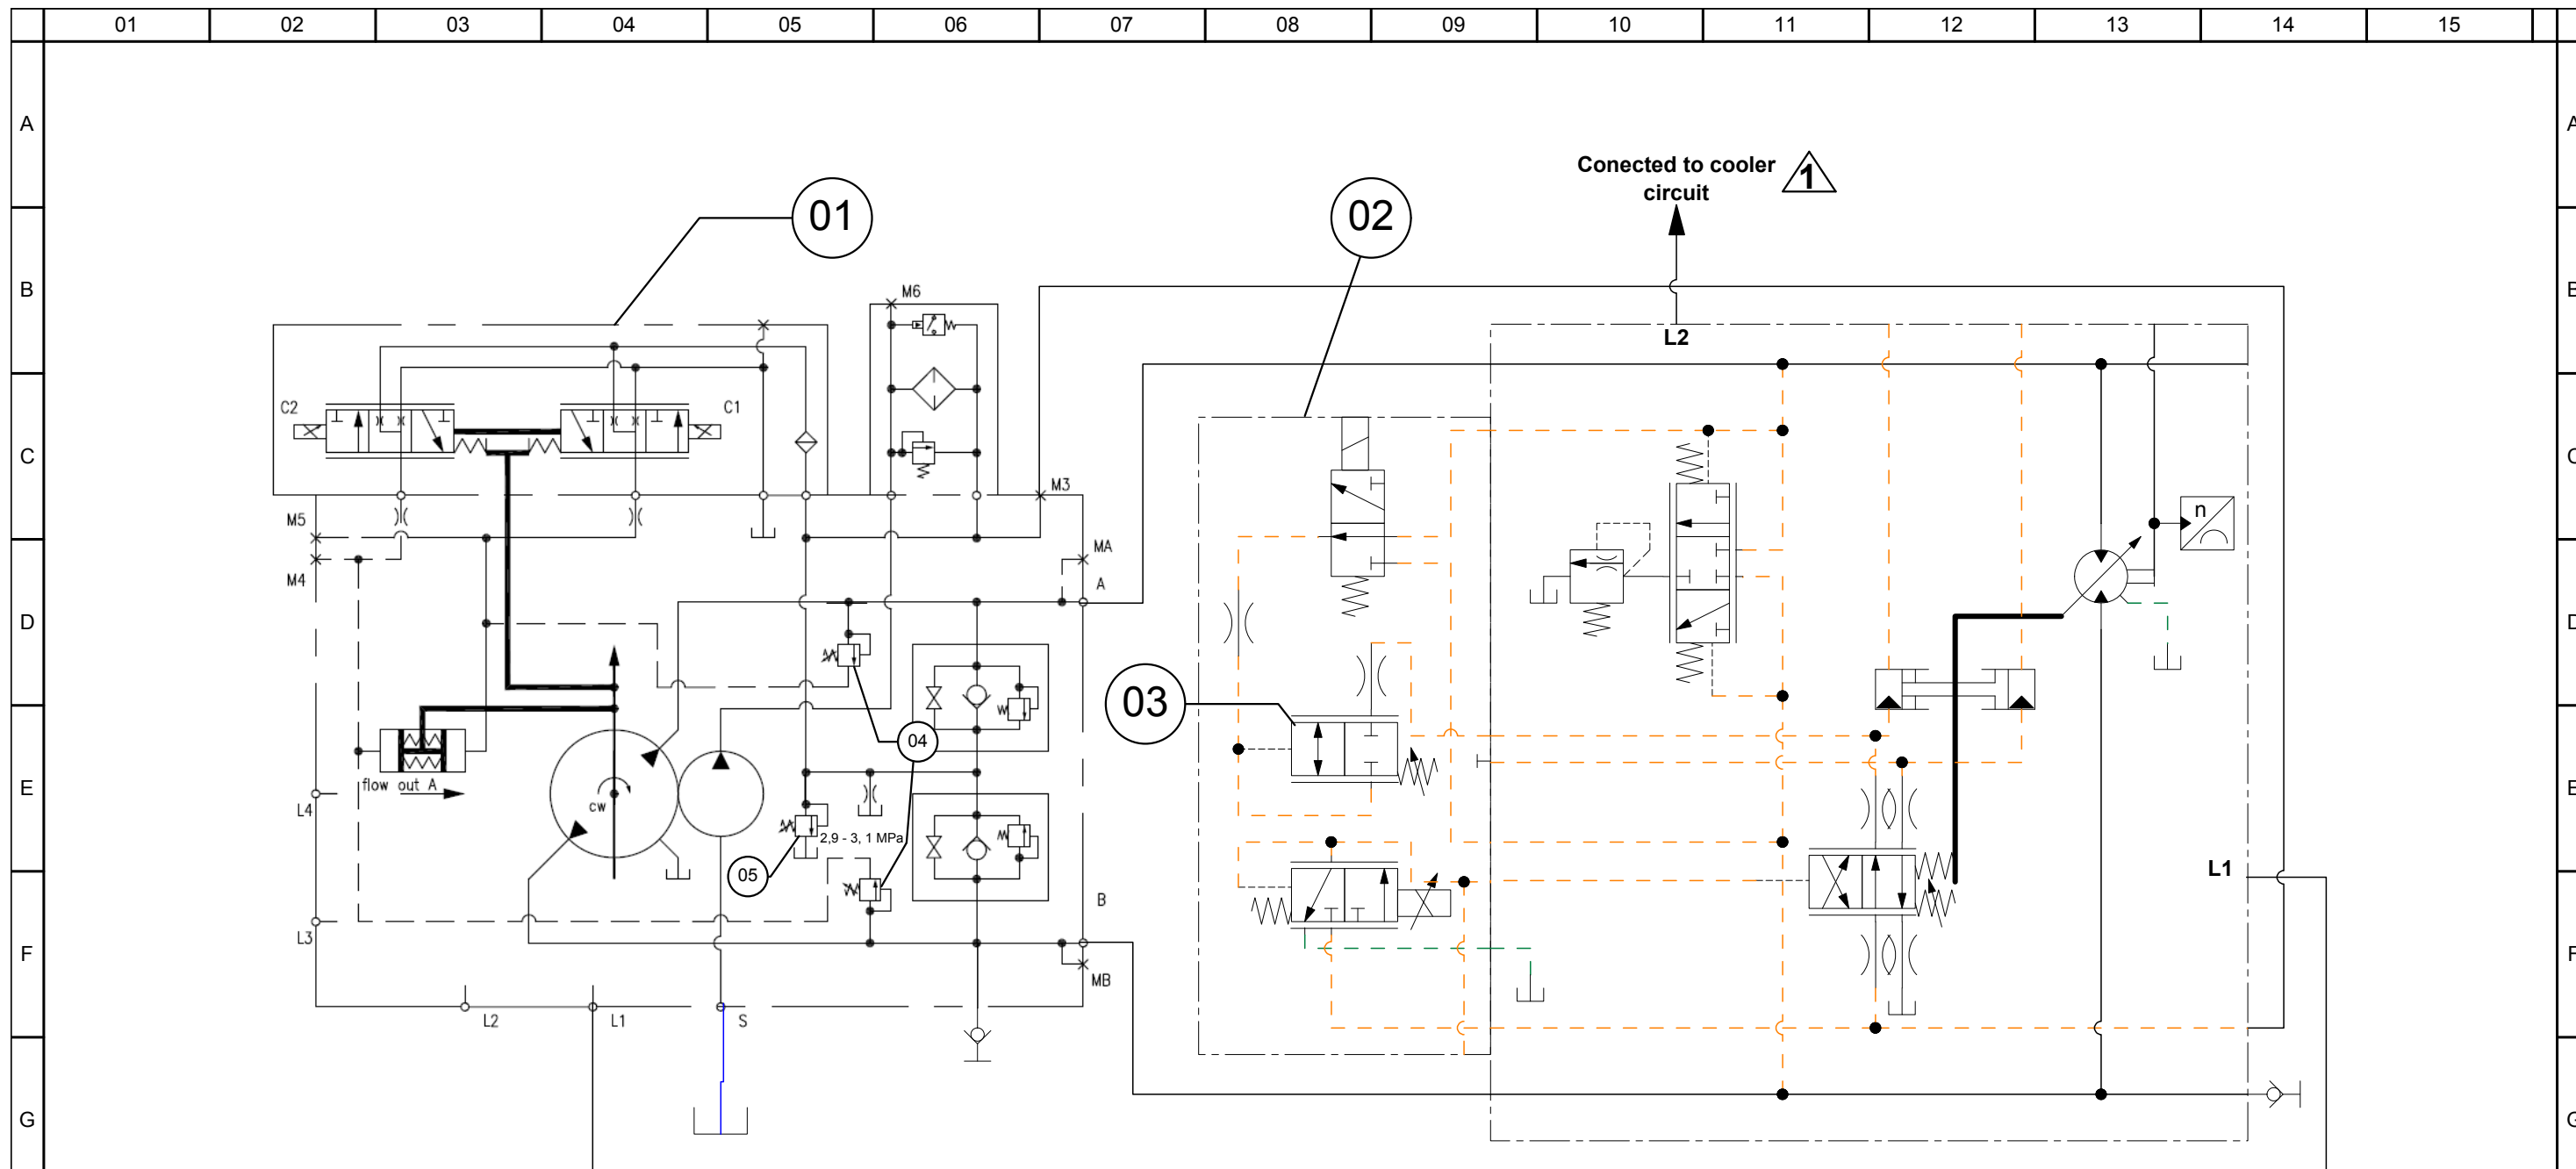 01 02 03 04 05 06 07 08 09 10 11 12 13 14 15
A A
Conected to cooler
circuit
1
01
02
B B
M6
L2
C2
C1
C C
M3
M5
n
MA
M4
A
D D
03
04
E E
flow out A
cw
L4
2,9 - 3, 1 MPa
05
L1
B
L3
F F
MB
L2
L1
S
G G